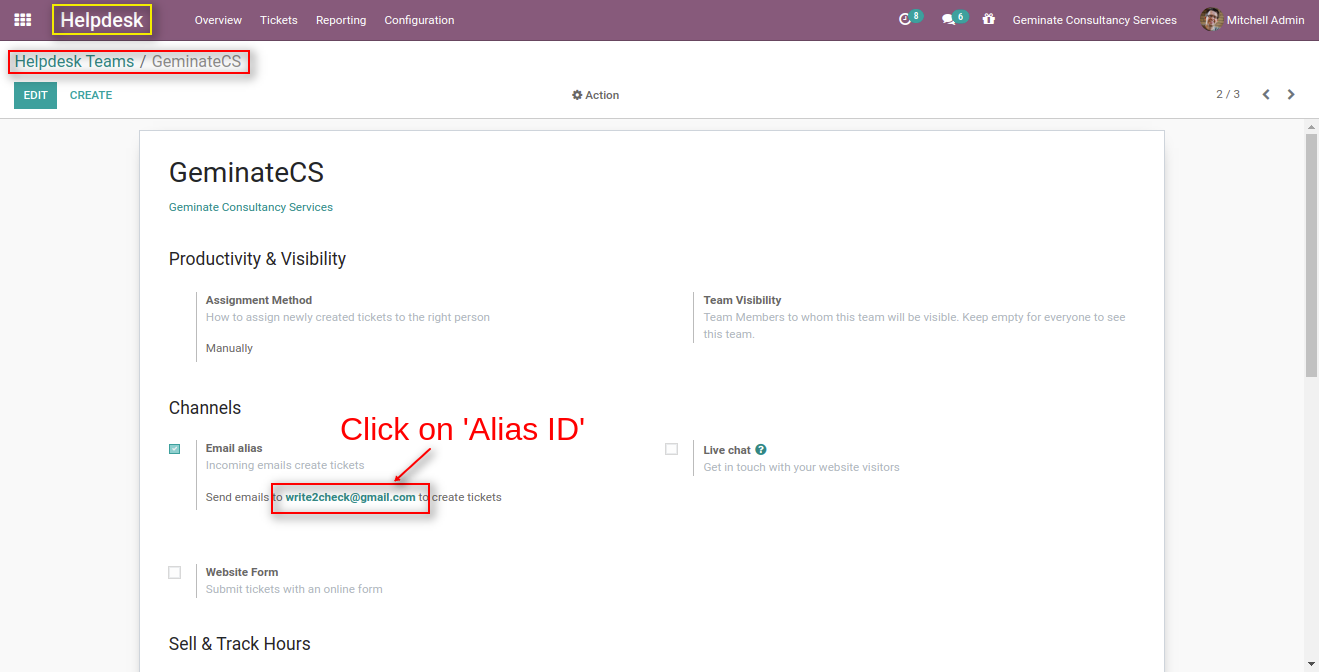 Helpdesk Overview Tickets Reporting Configuration 8 6 Geminate Consultancy Services Mitchell Admin
Helpdesk Teams / GeminateCS
EDIT CREATE Action 2 / 3
GeminateCS
Geminate Consultancy Services
Productivity & Visibility
Assignment Method
How to assign newly created tickets to the right person
Manually
Team Visibility
Team Members to whom this team will be visible. Keep empty for everyone to see
this team.
Channels
Click on 'Alias ID'
Email alias
Incoming emails create tickets
Send emails to write2check@gmail.com to create tickets
Live chat ?
Get in touch with your website visitors
Website Form
Submit tickets with an online form
Sell & Track Hours